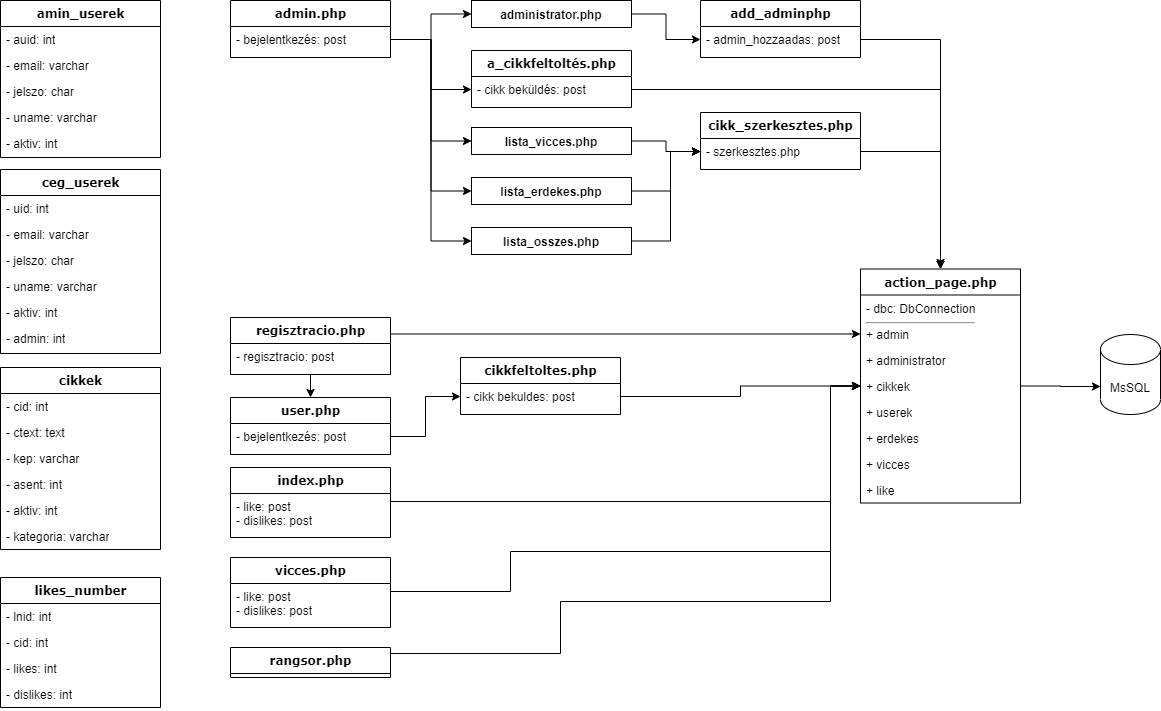 amin_userek
- auid: int
- email: varchar
- jelszo: char
- uname: varchar
- aktiv: int
ceg_userek
- uid: int
- email: varchar
- jelszo: char
- uname: varchar
- aktiv: int
- admin: int
cikkek
- cid: int
- ctext: text
- kep: varchar
- asent: int
- aktiv: int
- kategoria: varchar
likes_number
- lnid: int
- cid: int
- likes: int
- dislikes: int
admin.php
- bejelentkezés: post
administrator.php
a_cikkfeltoltés.php
- cikk beküldés: post
lista_vicces.php
lista_erdekes.php
lista_osszes.php
add_adminphp
- admin_hozzaadas: post
cikk_szerkesztes.php
- szerkesztes.php
regisztracio.php
- regisztracio: post
user.php
- bejelentkezés: post
cikkfeltoltes.php
- cikk bekuldes: post
index.php
- like: post
- dislikes: post
vicces.php
- like: post
- dislikes: post
rangsor.php
action_page.php
- dbc: DbConnection
+ admin
+ administrator
+ cikkek
+ userek
+ erdekes
+ vicces
+ like
MsSQL